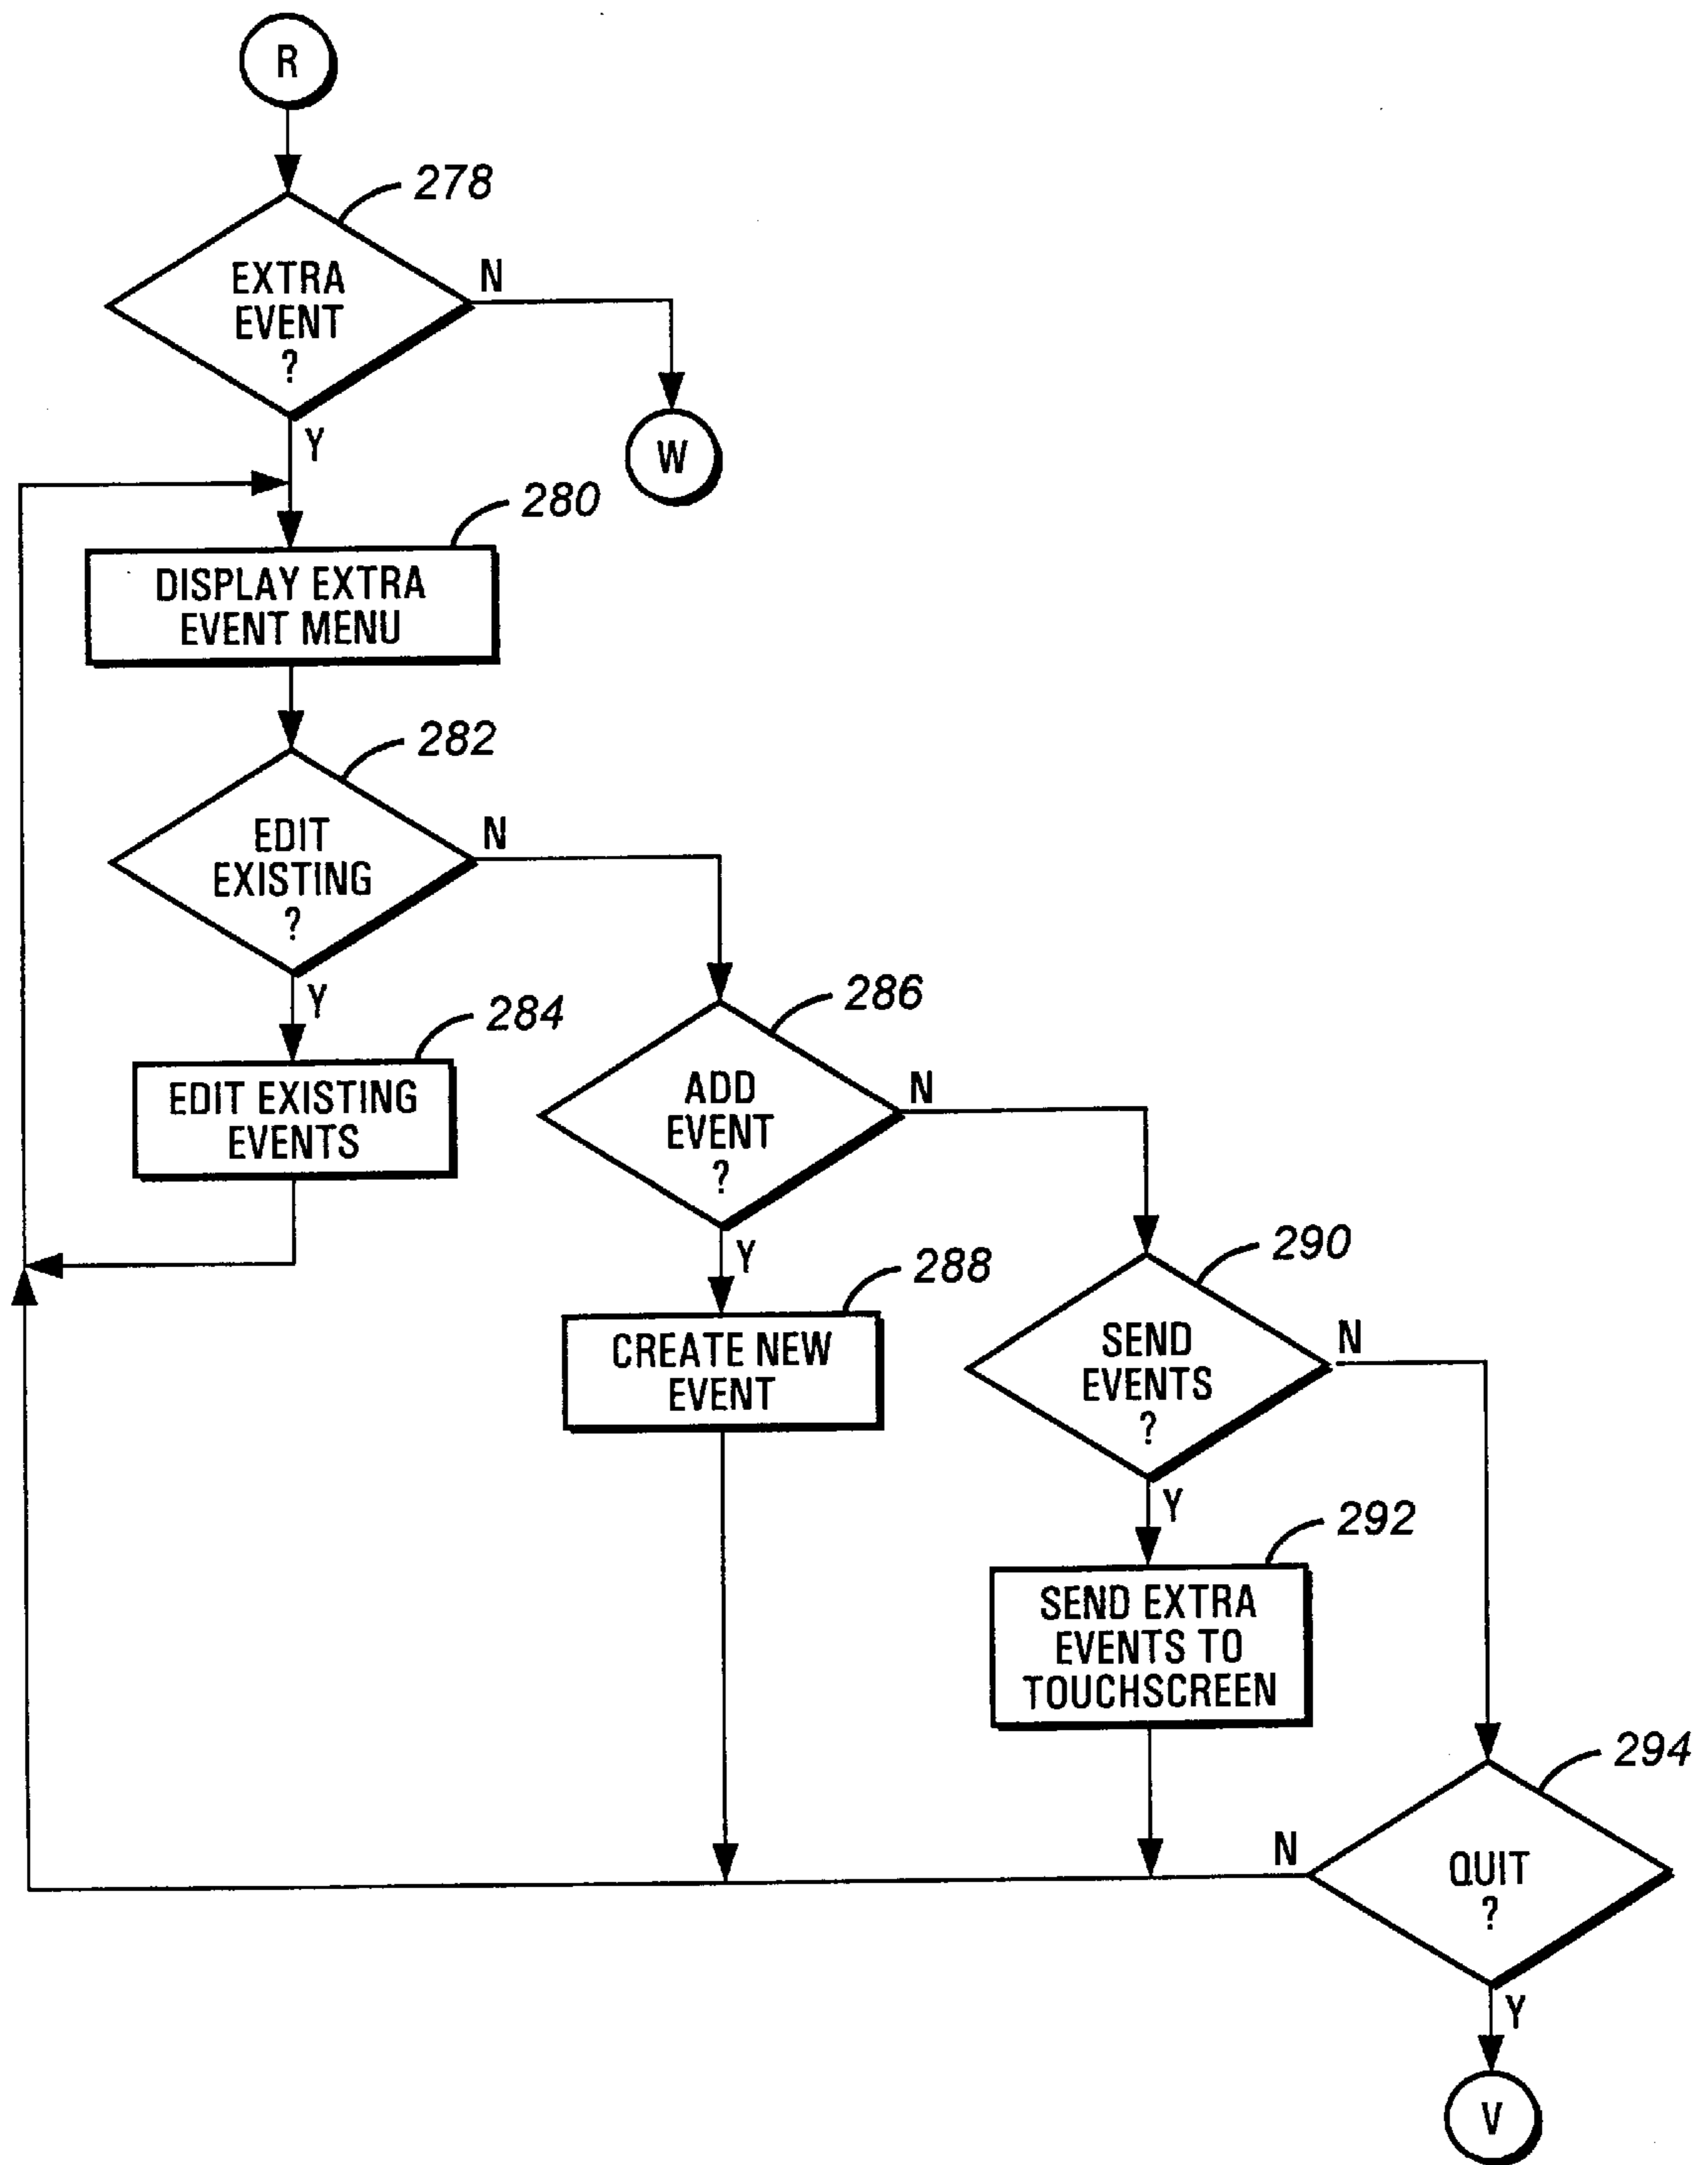 R
278
EXTRA
EVENT
?
N
Y
W
280
DISPLAY EXTRA
EVENT MENU
282
EDIT
EXISTING
?
N
Y
284
EDIT EXISTING
EVENTS
286
ADD
EVENT
?
N
Y
288
CREATE NEW
EVENT
290
SEND
EVENTS
?
N
Y
292
SEND EXTRA
EVENTS TO
TOUCHSCREEN
294
QUIT
?
N
Y
V